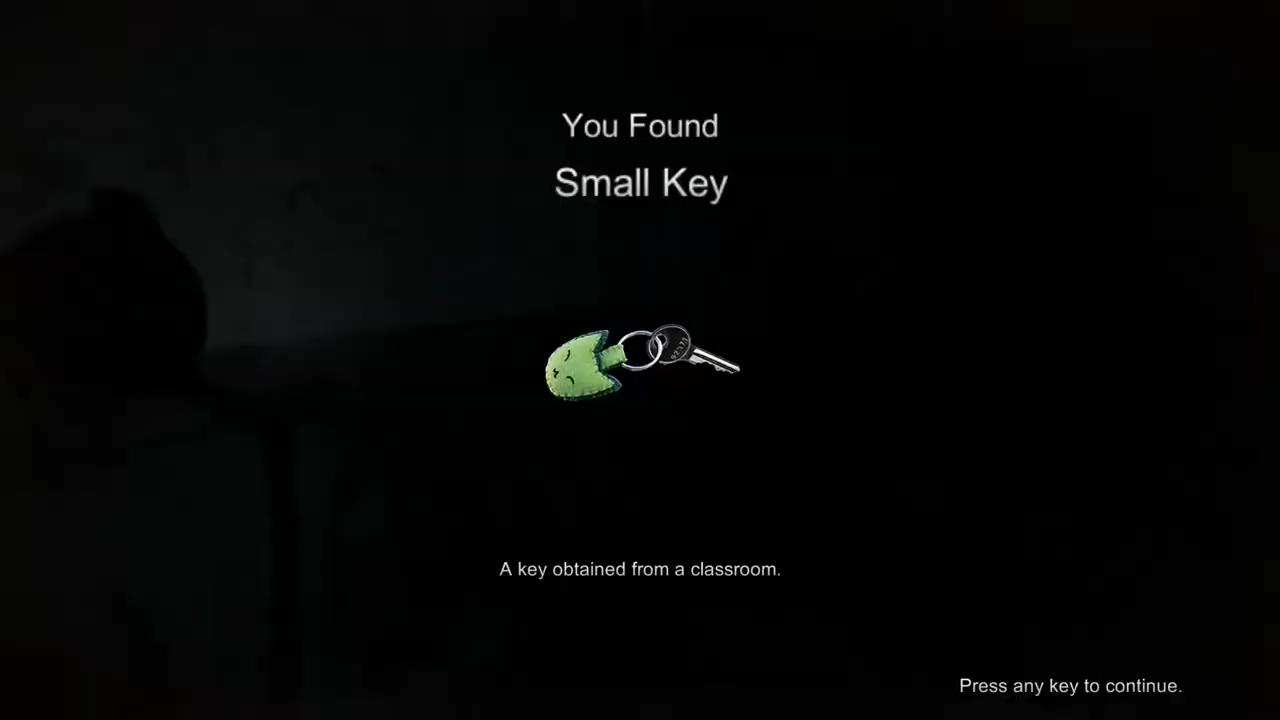 You Found
Small Key
A key obtained from a classroom.
Press any key to continue.